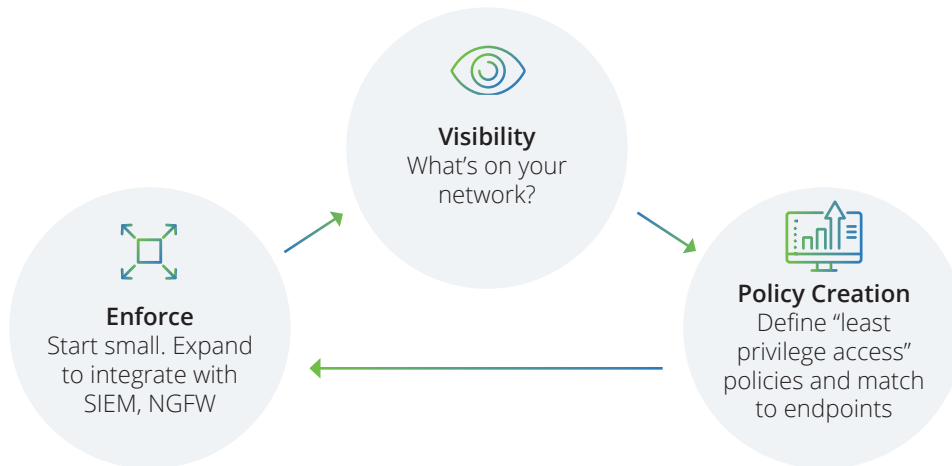 Visibility
What’s on your
network?
Enforce
Start small. Expand
to integrate with
SIEM, NGFW
Policy Creation
Define “least
privilege access”
policies and match
to endpoints